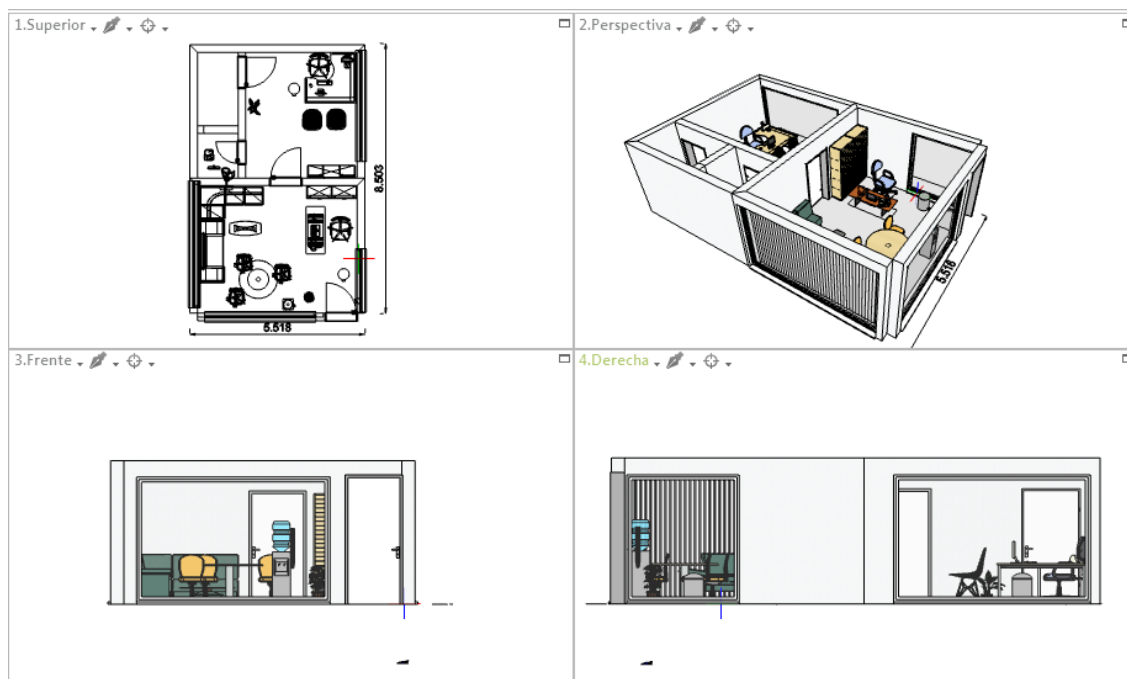 1.Superior
2.Perspectiva
8.503
5.518
5.518
3.Frente
4.Derecha